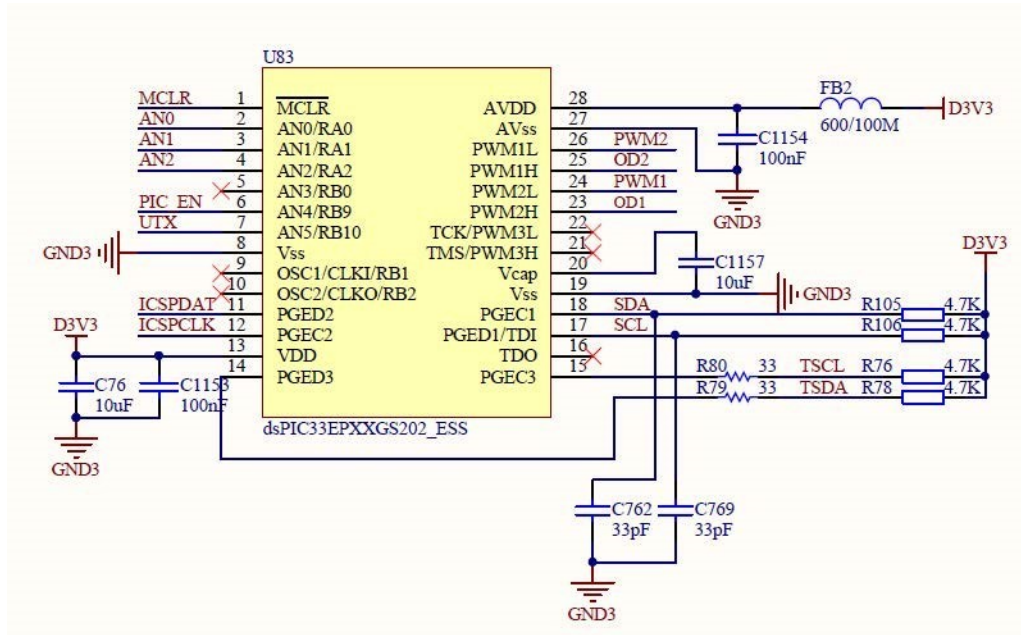 U83
MCLR 1 MCLR
AN0 2 AN0/RA0
AN1 3 AN1/RA1
AN2 4 AN2/RA2
5 AN3/RB0
PIC EN 6 AN4/RB9
UTX 7 AN5/RB10
GND3 8 Vss
9 OSC1/CLKI/RB1
10 OSC2/CLKO/RB2
ICSPDAT 11 PGED2
ICSPCLK 12 PGEC2
D3V3 13 VDD
14 PGED3
AVDD 28
AVss 27
PWM1L 26 PWM2
PWM1H 25 OD2
PWM2L 24 PWM1
PWM2H 23 OD1
TCK/PWM3L 22
TMS/PWM3H 21
Vcap 20
Vss 19
PGEC1 18 SDA
PGED1/TDI 17 SCL
TDO 16
PGEC3 15
dsPIC33EPXXGS202_ESS
FB2
600/100M
D3V3
C1154
100nF
GND3
C1157
10uF
GND3
D3V3
R105 4.7K
R106 4.7K
R80 33 TSCL R76 4.7K
R79 33 TSDA R78 4.7K
C76
10uF
C1153
100nF
GND3
C762
33pF
C769
33pF
GND3